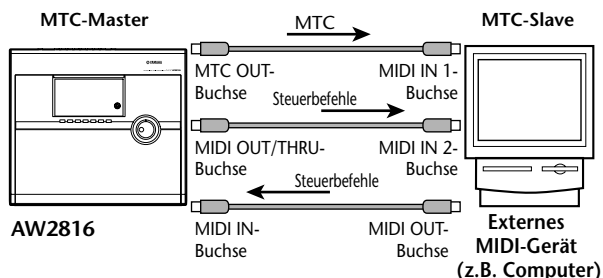 MTC-Master
MTC
MTC-Slave
MTC OUT-
Buchse
MIDI IN 1-
Buchse
Steuerbefehle
MIDI OUT/THRU-
Buchse
MIDI IN 2-
Buchse
Steuerbefehle
AW2816
MIDI IN-
Buchse
MIDI OUT-
Buchse
Externes
MIDI-Gerät
(z.B. Computer)